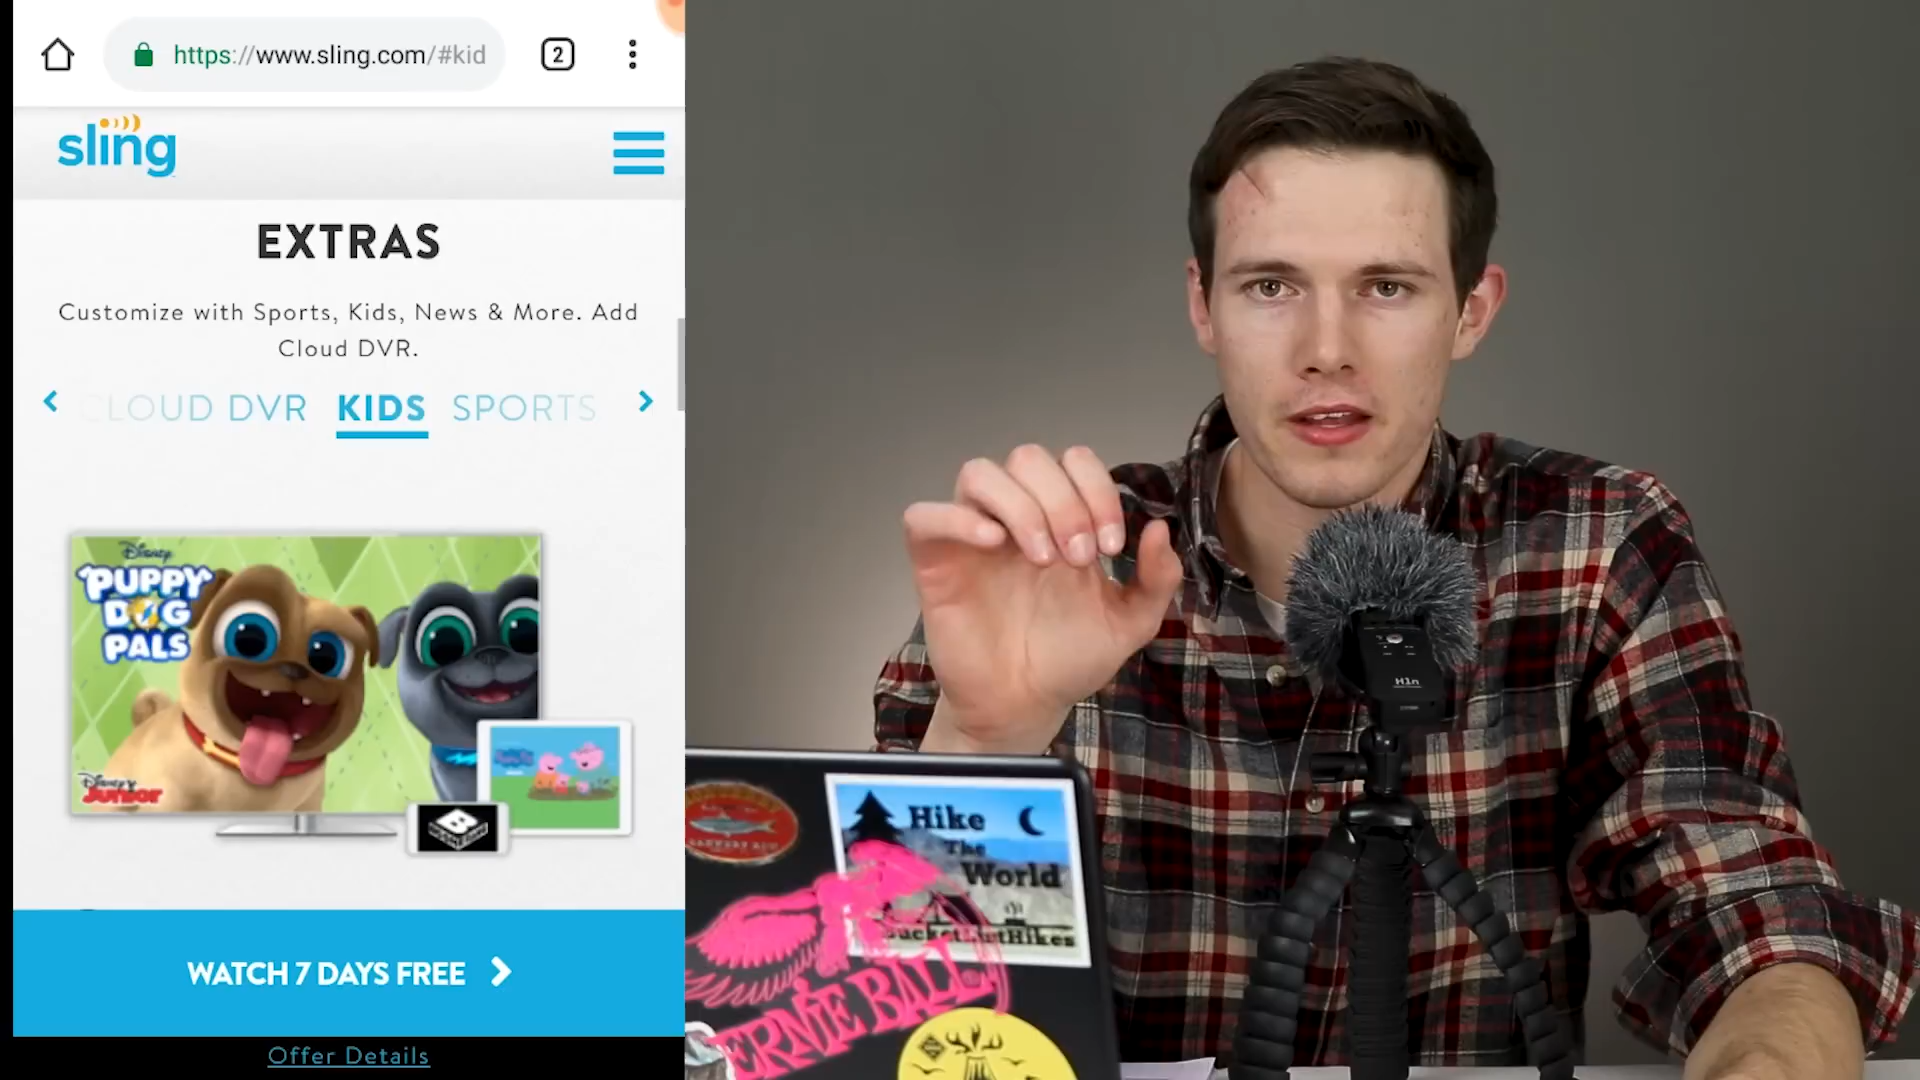 https://www.sling.com/#kid
2
sling
EXTRAS
Customize with Sports, Kids, News & More. Add
Cloud DVR.
LOUD DVR KIDS SPORTS
Disney
PUPPY
DOG
PALS
Disney
Junior
WATCH 7 DAYS FREE
Offer Details
H1n
Hike
The
World
BucketListHikes
ERNIE BALL